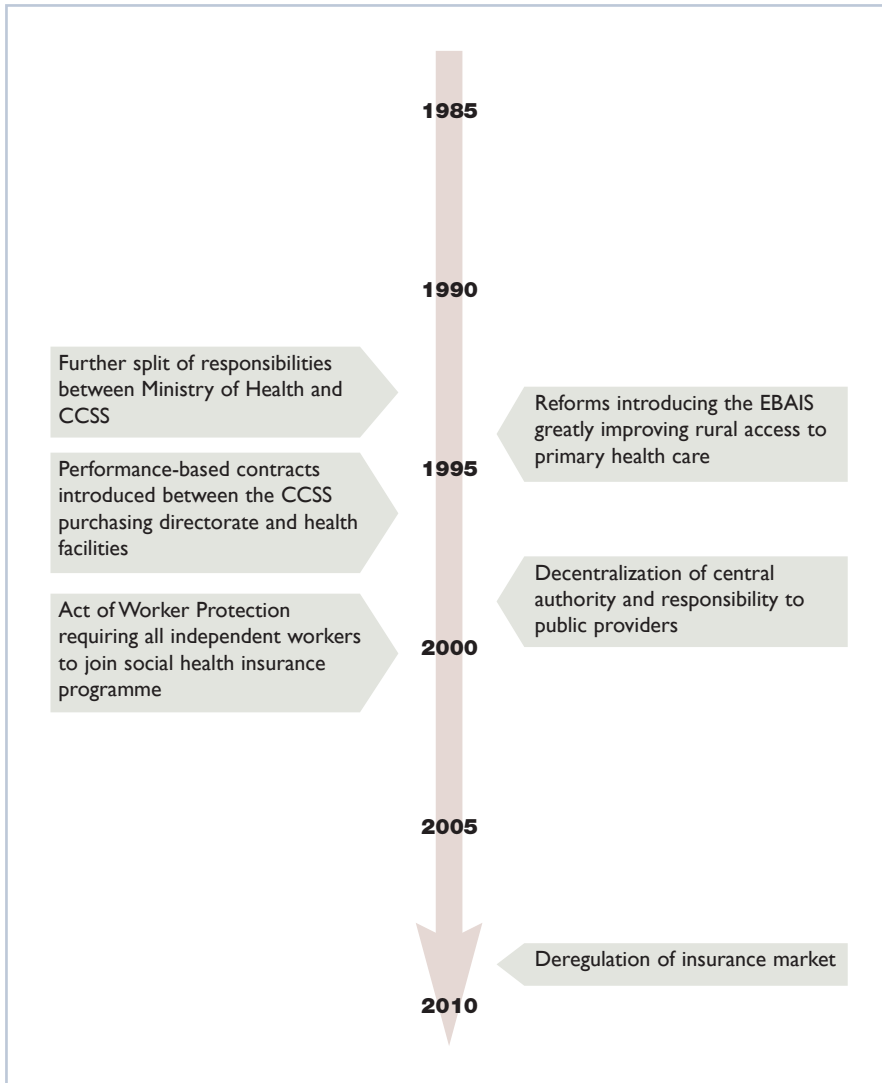 1985
1990
Further split of responsibilities
between Ministry of Health and
CCSS
Reforms introducing the EBAIS
greatly improving rural access to
primary health care
1995
Performance-based contracts
introduced between the CCSS
purchasing directorate and health
facilities
Decentralization of central
authority and responsibility to
public providers
Act of Worker Protection
requiring all independent workers
to join social health insurance
programme
2000
2005
Deregulation of insurance market
2010